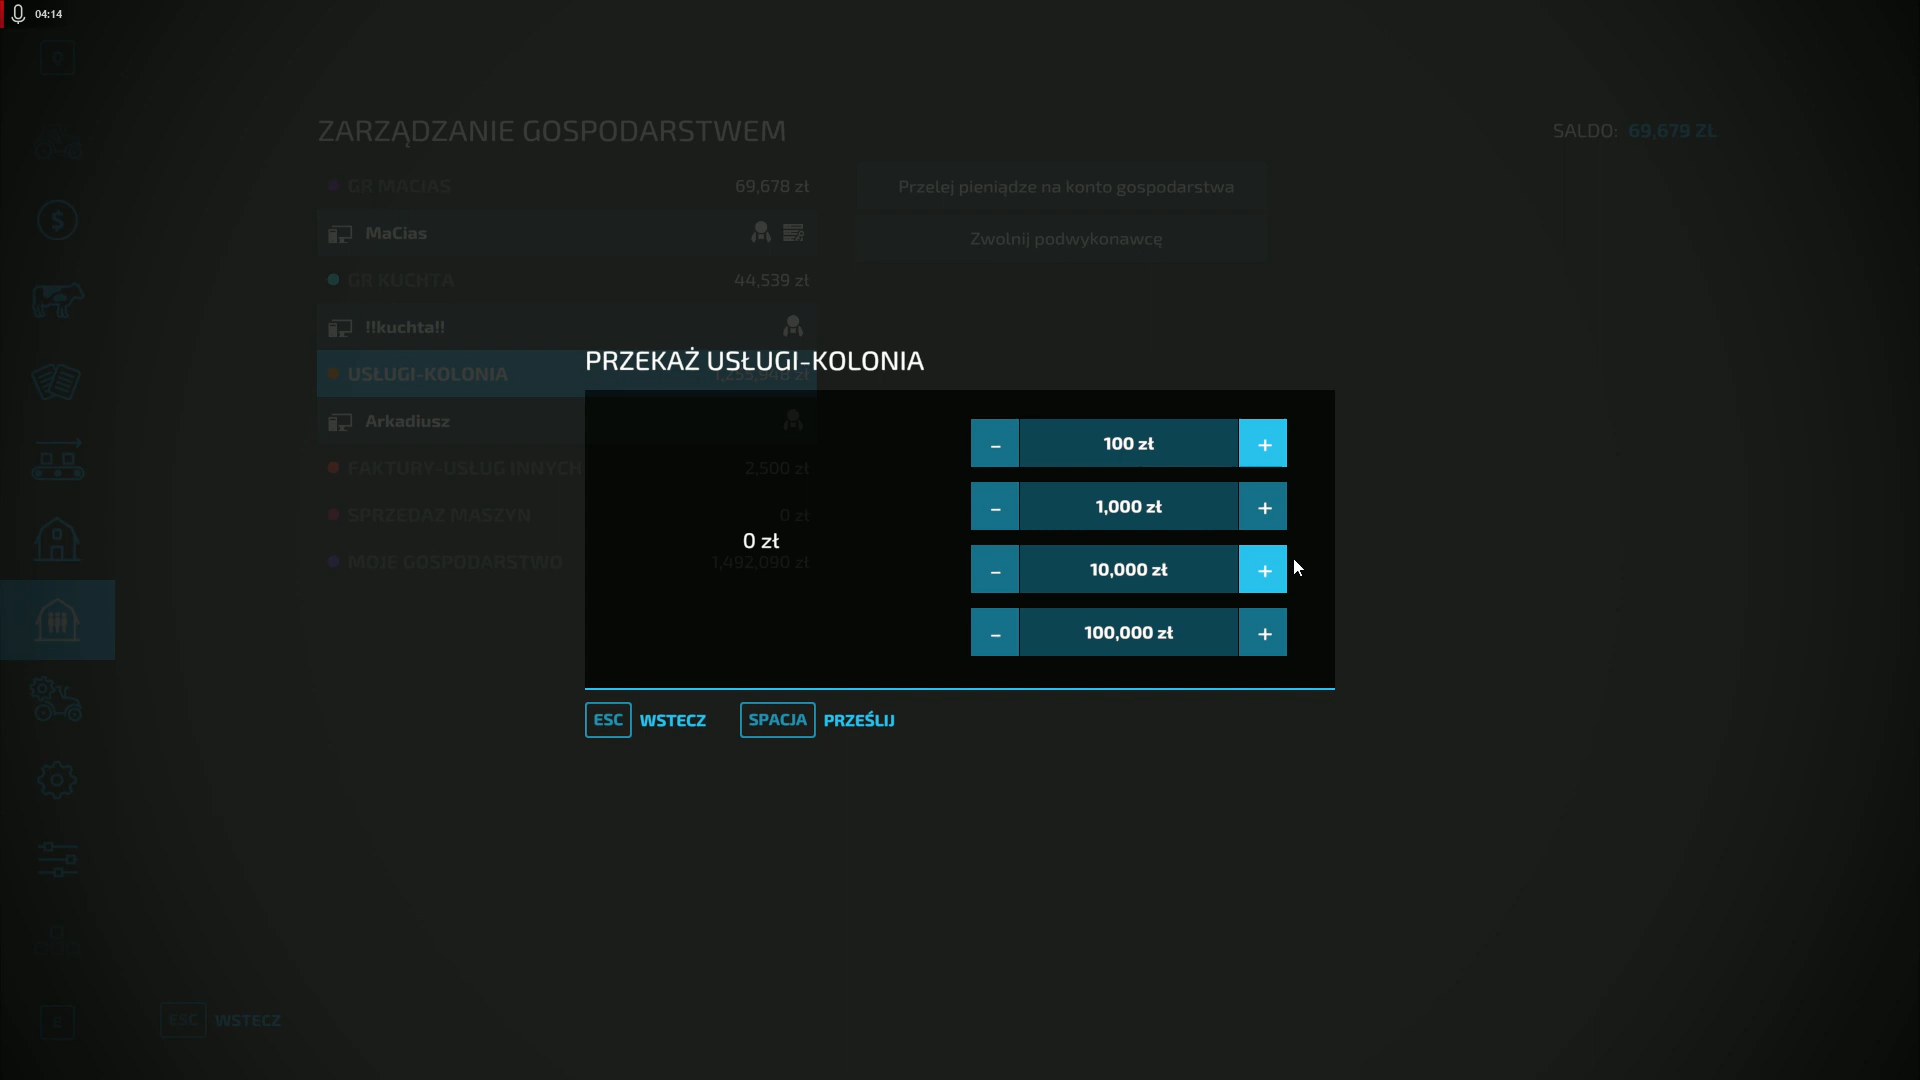 04:14
Q
ZARZĄDZANIE GOSPODARSTWEM
SALDO: 69,679 ZŁ
GR MACIAS 69,678 zł
Przelej pieniądze na konto gospodarstwa
MaCias
Zwolnij podwykonawcę
GR KUCHTA 44,539 zł
!!kuchta!!
PRZEKAŻ USŁUGI-KOLONIA
USŁUGI-KOLONIA
Arkadiusz
FAKTURY-USŁUG INNYCH 2,500 zł
SPRZEDAŻ MASZYN 0 zł
MOJE GOSPODARSTWO 1,492,090 zł
0 zł
- 100 zł +
- 1,000 zł +
- 10,000 zł +
- 100,000 zł +
ESC WSTECZ SPACJA PRZEŚLIJ
E
ESC WSTECZ